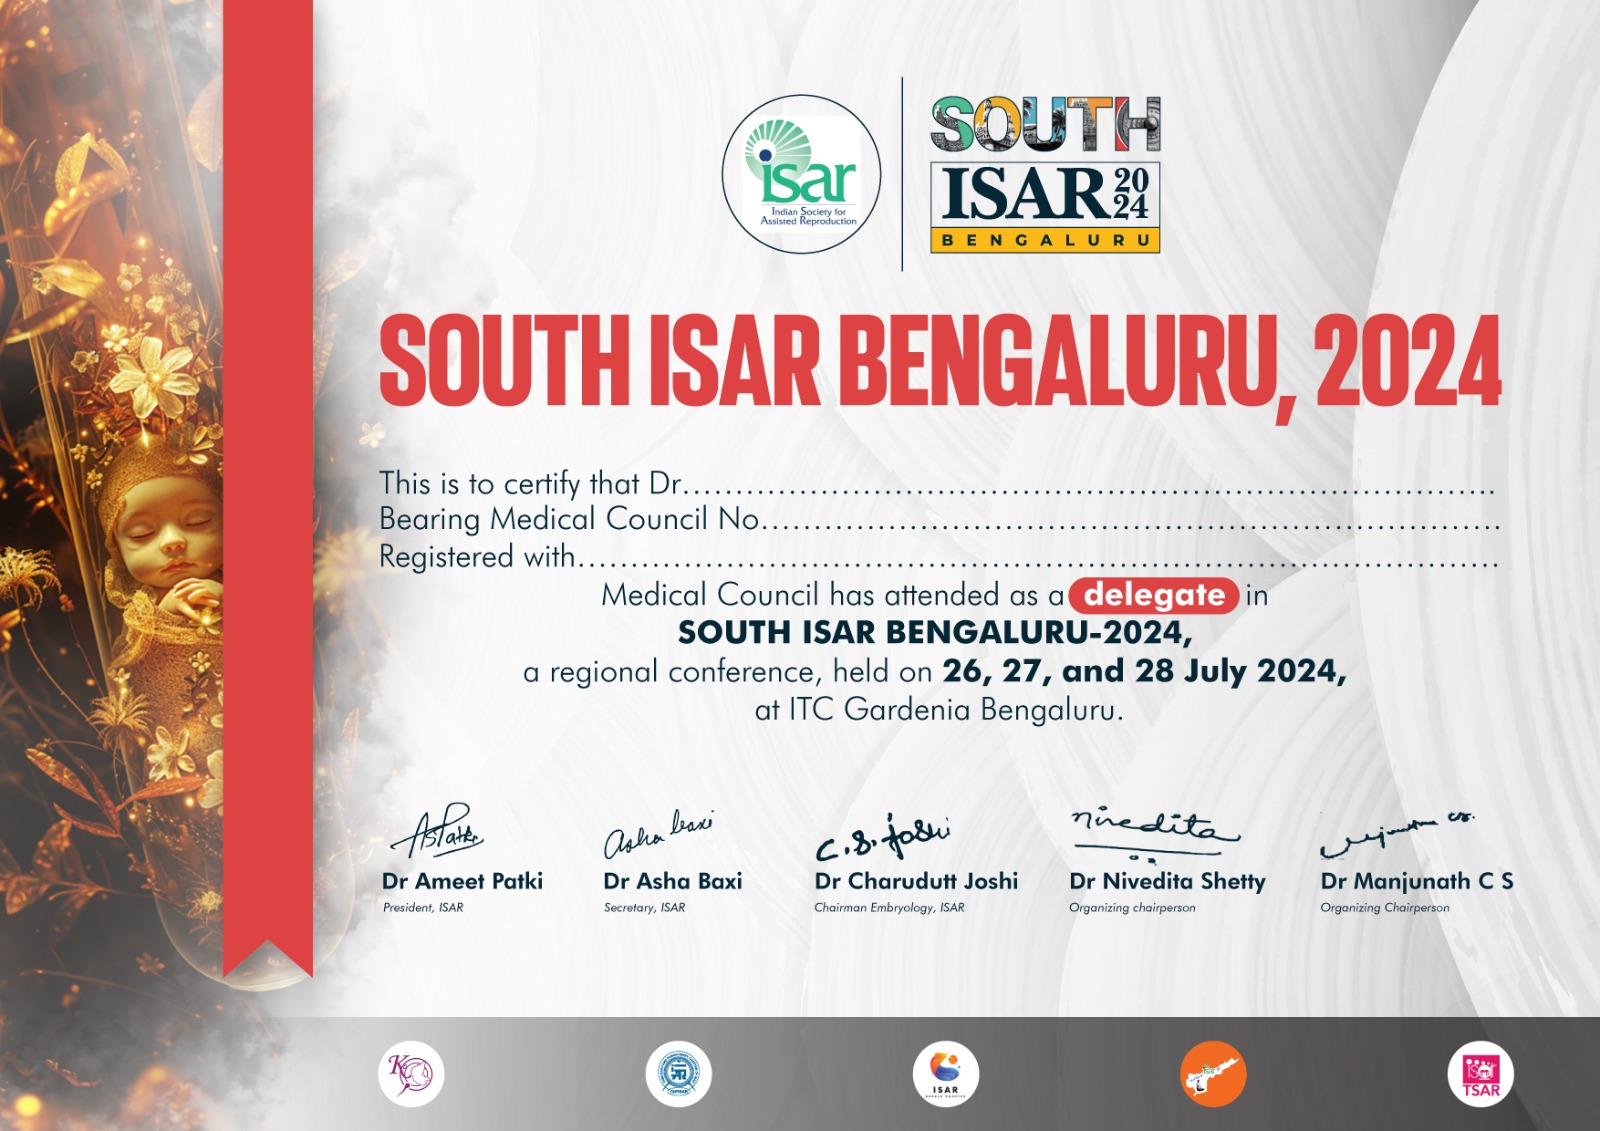 isar
Indian Society for
Assisted Reproduction
SOUTH
ISAR 2024
BENGALURU
SOUTH ISAR BENGALURU, 2024
This is to certify that Dr..............................................................................
Bearing Medical Council No.......................................................................
Registered with........................................................................................
Medical Council has attended as a delegate in
SOUTH ISAR BENGALURU-2024,
a regional conference, held on 26, 27, and 28 July 2024,
at ITC Gardenia Bengaluru.
Asha Baxi
C.S. Joshi
Nivedita
Dr Ameet Patki
President, ISAR
Dr Asha Baxi
Secretary, ISAR
Dr Charudutt Joshi
Chairman Embryology, ISAR
Dr Nivedita Shetty
Organizing chairperson
Dr Manjunath C S
Organizing Chairperson
K
ISAR
isar
isar
TSAR